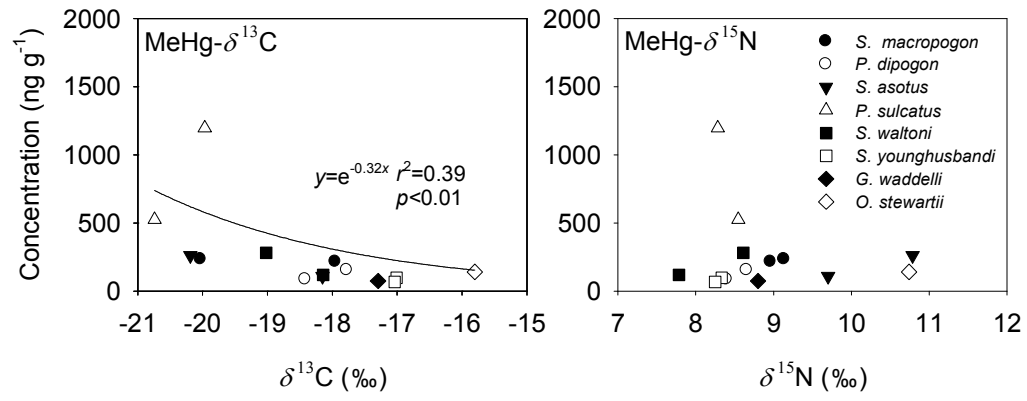 MeHg-δ¹³C
2000
1500
1000
500
0
Concentration (ng g⁻¹)
y=e⁻⁰·³²ˣ r²=0.39
p<0.01
-21 -20 -19 -18 -17 -16 -15
δ¹³C (‰)
MeHg-δ¹⁵N
2000
1500
1000
500
0
S. macropogon
P. dipogon
S. asotus
P. sulcatus
S. waltoni
S. younghusbandi
G. waddelli
O. stewartii
7 8 9 10 11 12
δ¹⁵N (‰)